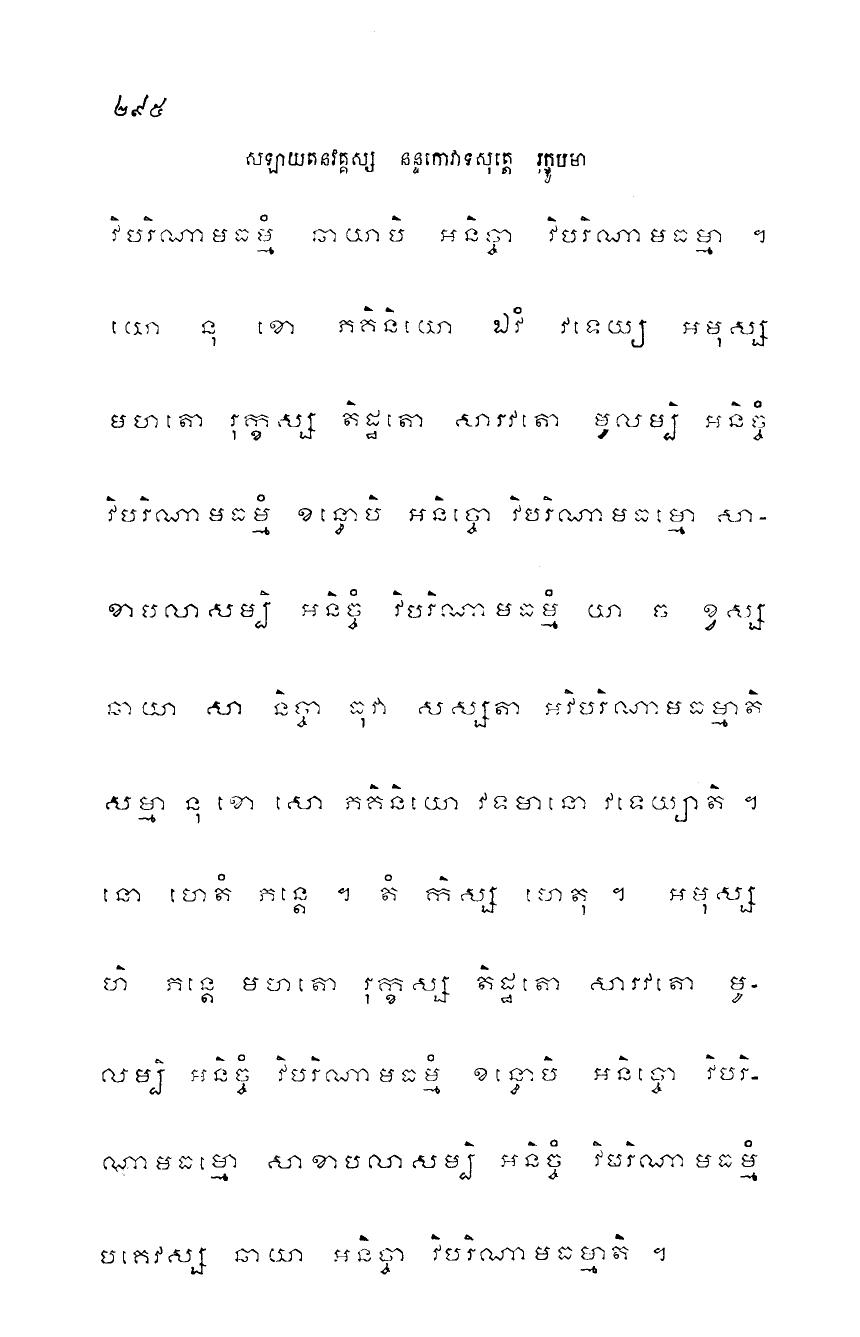 ២៩៥
សឡាយតនវគ្គស្ស នន្ទកោវាទសុត្តេ រុក្ខូបមា
វិបរិណាមធម្មំ ឆាយាបិ អនិច្ចា វិបរិណាមធម្មា ។
យោ នុ ខោ ភគិនិយោ ឯវំ វទេយ្យ អមុស្ស
មហតោ រុក្ខស្ស តិដ្ឋតោ សារវតោ មូលម្បិ អនិច្ចំ
វិបរិណាមធម្មំ ខន្ធោបិ អនិច្ចោ វិបរិណាមធម្មោ សា-
ខាបលាសម្បិ អនិច្ចំ វិបរិណាមធម្មំ យា ច ខ្វស្ស
ឆាយា សា និច្ចា ធុវា សស្សតា អវិបរិណាមធម្មាតិ
សម្មា នុ ខោ សោ ភគិនិយោ វទមានោ វទេយ្យាតិ ។
នោ ហេតំ ភន្តេ ។ តំ កិស្ស ហេតុ ។ អមុស្ស
ហិ ភន្តេ មហតោ រុក្ខស្ស តិដ្ឋតោ សារវតោ មូ-
លម្បិ អនិច្ចំ វិបរិណាមធម្មំ ខន្ធោបិ អនិច្ចោ វិបរិ-
ណាមធម្មោ សាខាបលាសម្បិ អនិច្ចំ វិបរិណាមធម្មំ
បគេវស្ស ឆាយា អនិច្ចា វិបរិណាមធម្មាតិ ។